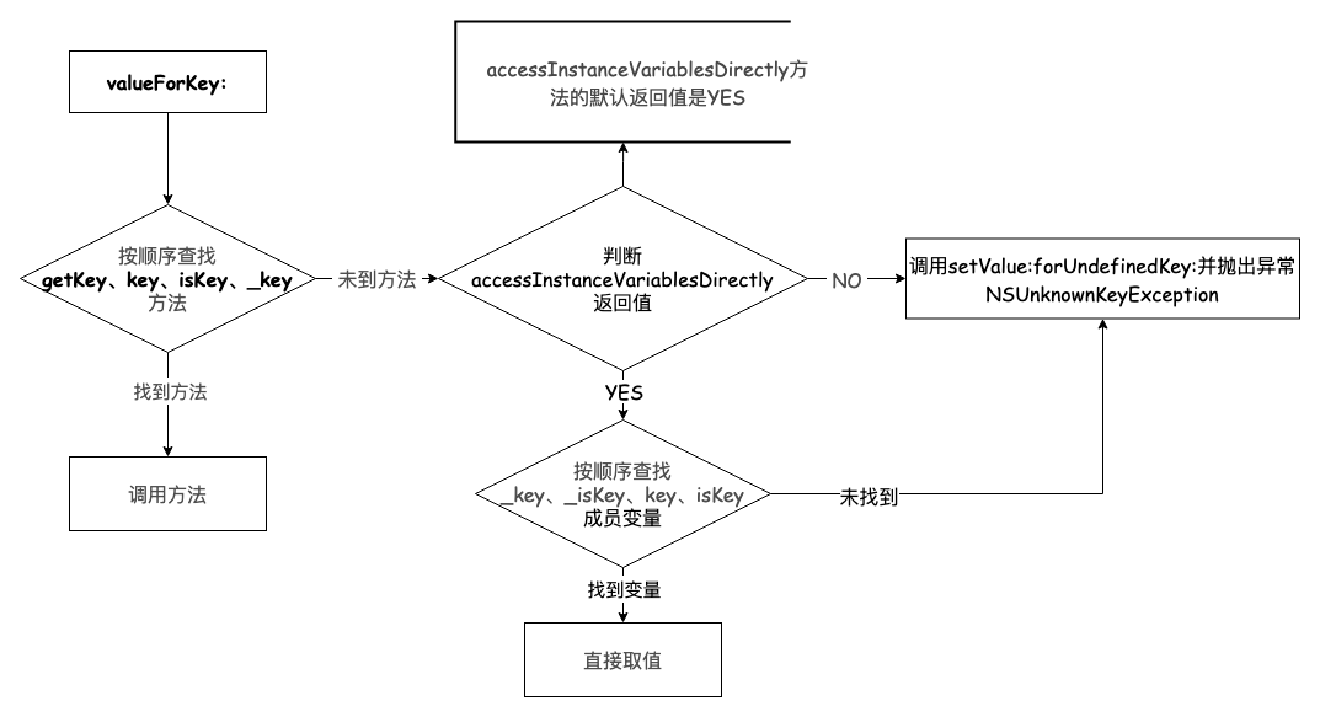 valueForKey:
accessInstanceVariablesDirectly方
法的默认返回值是YES
按顺序查找
getKey、key、isKey、_key
方法
未到方法
判断
accessInstanceVariablesDirectly
返回值
NO
调用setValue:forUndefinedKey:并抛出异常
NSUnknownKeyException
找到方法
YES
调用方法
按顺序查找
_key、_isKey、key、isKey
成员变量
未找到
找到变量
直接取值